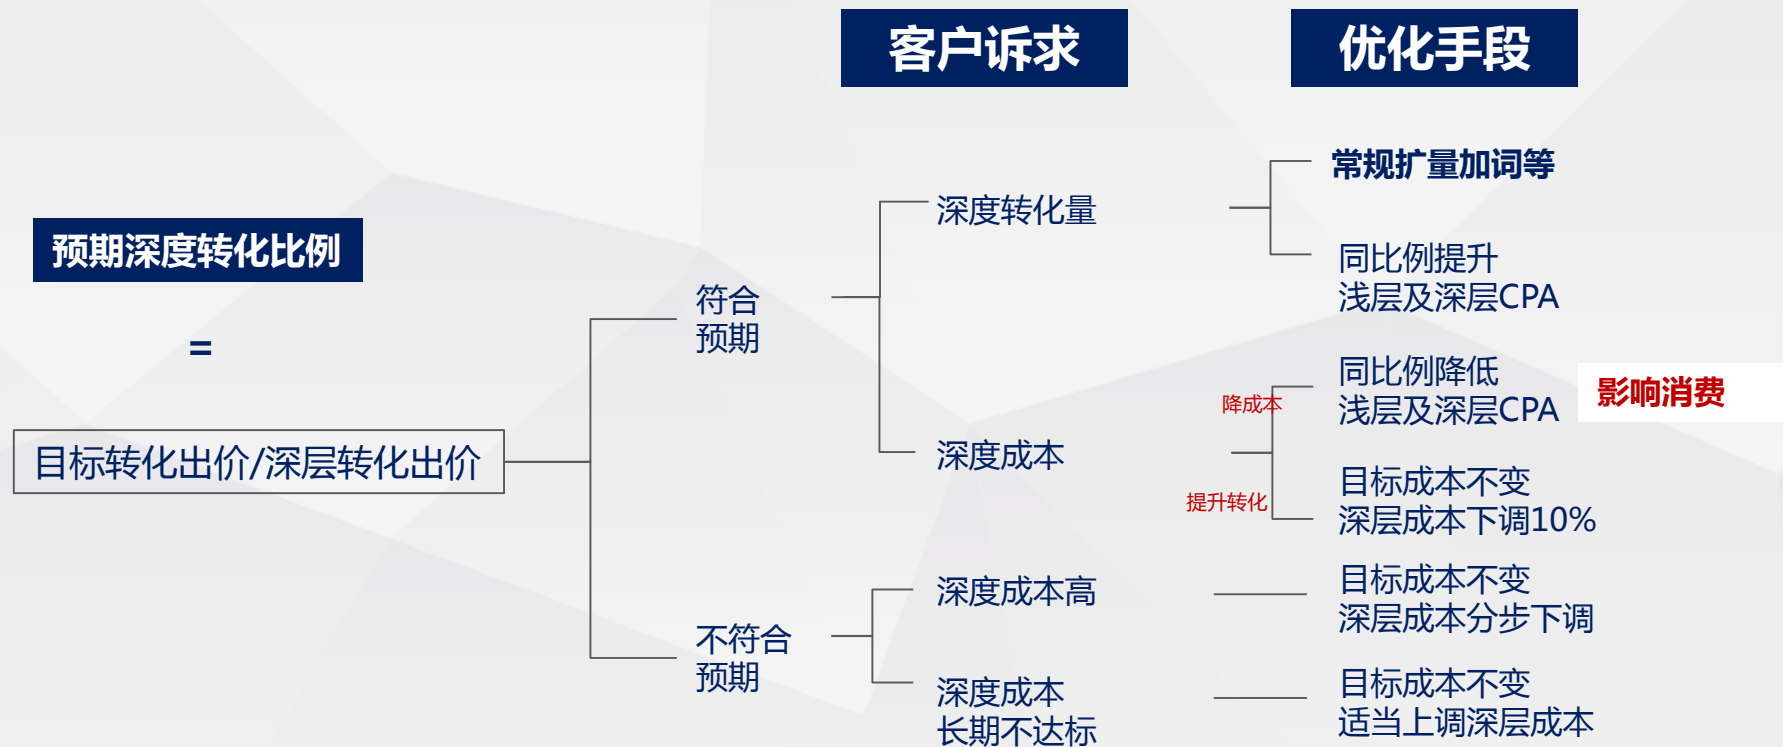 客户诉求
优化手段
预期深度转化比例
=
目标转化出价/深层转化出价
符合
预期
不符合
预期
深度转化量
深度成本
深度成本高
深度成本
长期不达标
降成本
提升转化
常规扩量加词等
同比例提升
浅层及深层CPA
同比例降低
浅层及深层CPA
影响消费
目标成本不变
深层成本下调10%
目标成本不变
深层成本分步下调
目标成本不变
适当上调深层成本